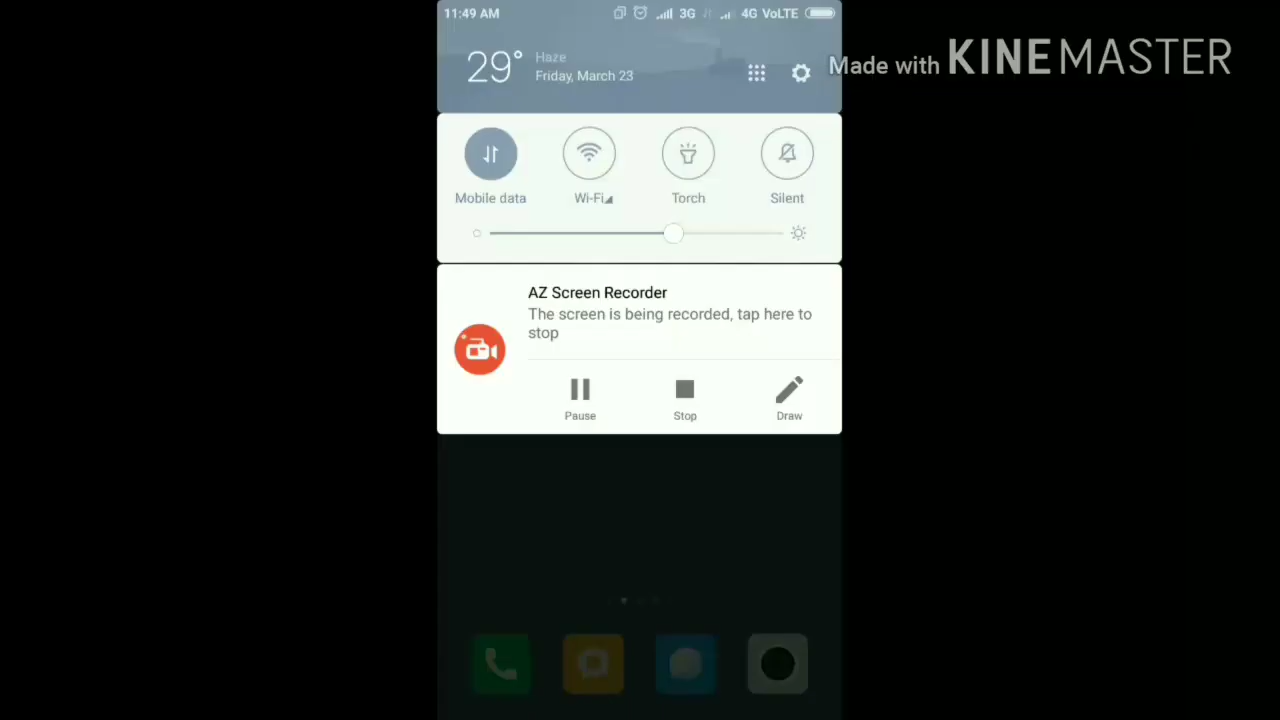 11:49 AM 3G 4G VoLTE
29° Haze
Friday, March 23
Made with KINEMASTER
Mobile data Wi-Fi Torch Silent
AZ Screen Recorder
The screen is being recorded, tap here to
stop
Pause Stop Draw